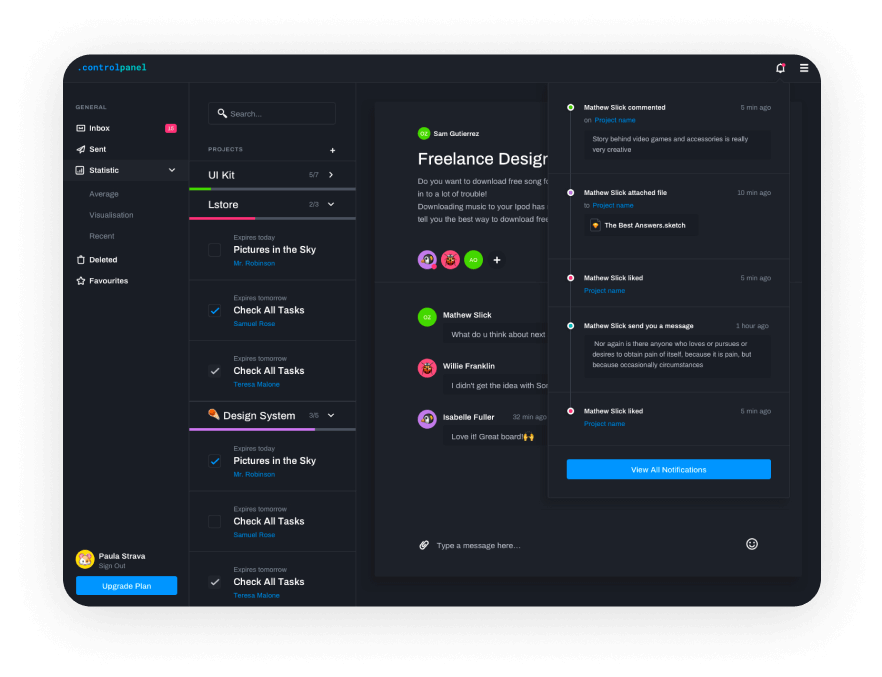 .controlpanel
GENERAL
Inbox
Sent
Statistic
Average
Visualisation
Recent
Deleted
Favourites
Paula Strava
Sign Out
Upgrade Plan
Search...
PROJECTS +
UI Kit 5/7
Lstore 2/3
Expires today
Pictures in the Sky
Mr. Robinson
Expires tomorrow
Check All Tasks
Samuel Rose
Expires tomorrow
Check All Tasks
Teresa Malone
Design System 3/5
Expires today
Pictures in the Sky
Mr. Robinson
Expires tomorrow
Check All Tasks
Samuel Rose
Expires tomorrow
Check All Tasks
Teresa Malone
OZ Sam Gutierrez
Freelance Design
Do you want to download free song fo
in to a lot of trouble!
Downloading music to your Ipod has
tell you the best way to download free
+
OZ Mathew Slick
What do u think about next
Willie Franklin
I didn't get the idea with Sor
Isabelle Fuller 32 min ago
Love it! Great board!🙌
Type a message here...
Mathew Slick commented 5 min ago
on Project name
Story behind video games and accessories is really
very creative
Mathew Slick attached file 10 min ago
to Project name
The Best Answers.sketch
Mathew Slick liked 5 min ago
Project name
Mathew Slick send you a message 1 hour ago
Nor again is there anyone who loves or pursues or
desires to obtain pain of itself, because it is pain, but
because occasionally circumstances
Mathew Slick liked 5 min ago
Project name
View All Notifications